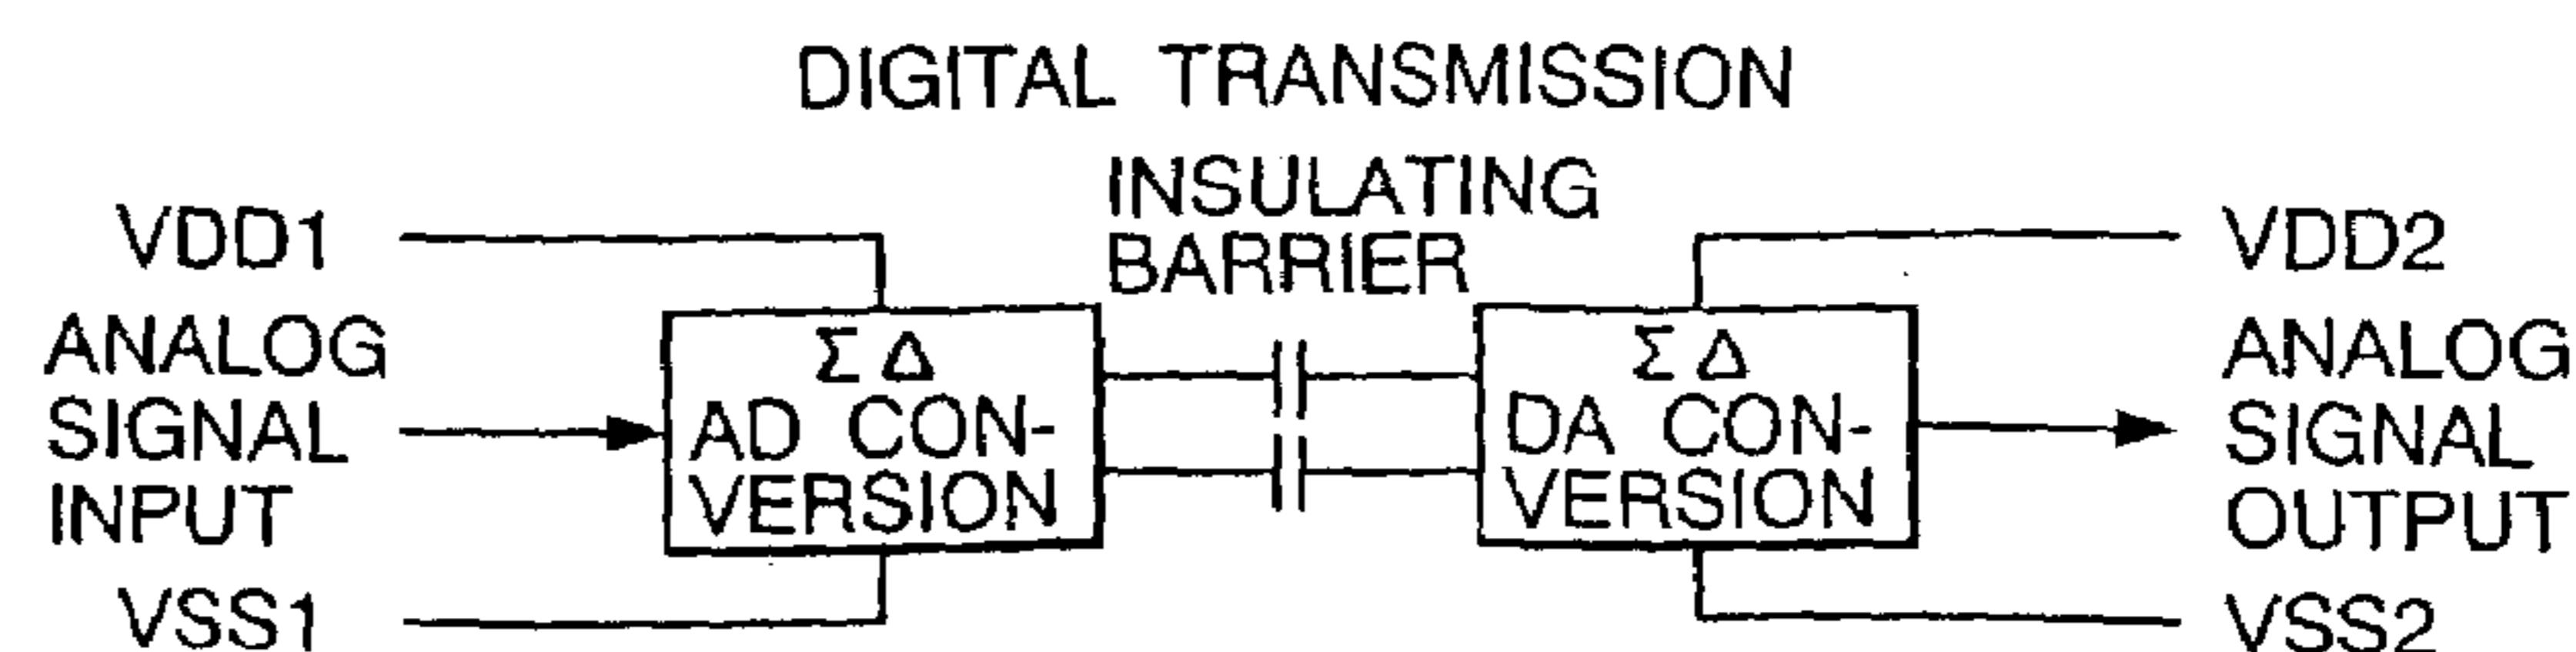 DIGITAL TRANSMISSION
INSULATING
BARRIER
VDD1
ANALOG
SIGNAL
INPUT
VSS1
ΣΔ
AD CON-
VERSION
ΣΔ
DA CON-
VERSION
VDD2
ANALOG
SIGNAL
OUTPUT
VSS2